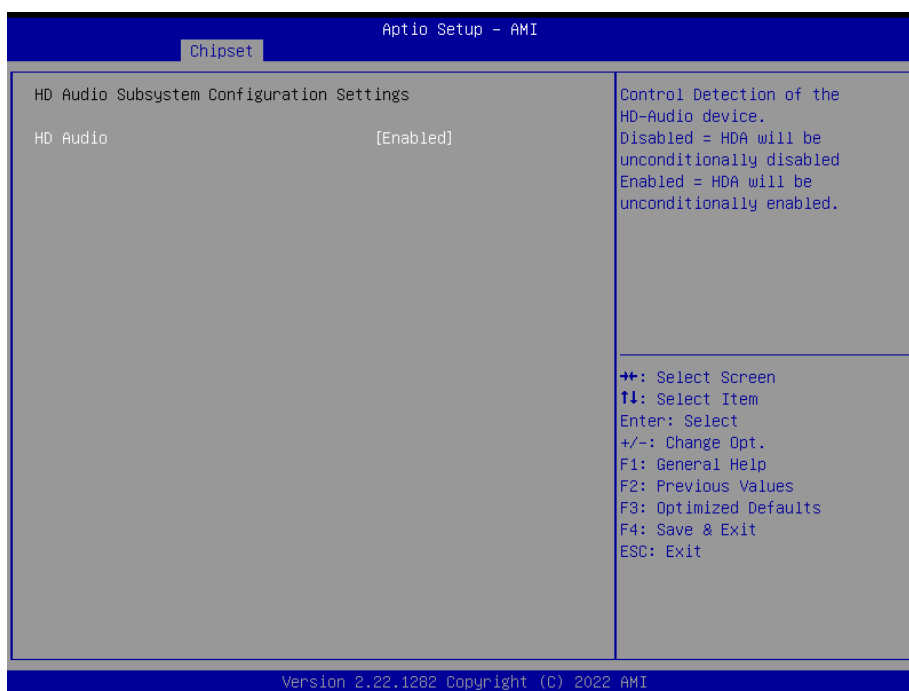 Aptio Setup – AMI
Chipset
HD Audio Subsystem Configuration Settings
HD Audio [Enabled]
Control Detection of the
HD-Audio device.
Disabled = HDA will be
unconditionally disabled
Enabled = HDA will be
unconditionally enabled.
→←: Select Screen
↑↓: Select Item
Enter: Select
+/-: Change Opt.
F1: General Help
F2: Previous Values
F3: Optimized Defaults
F4: Save & Exit
ESC: Exit
Version 2.22.1282 Copyright (C) 2022 AMI